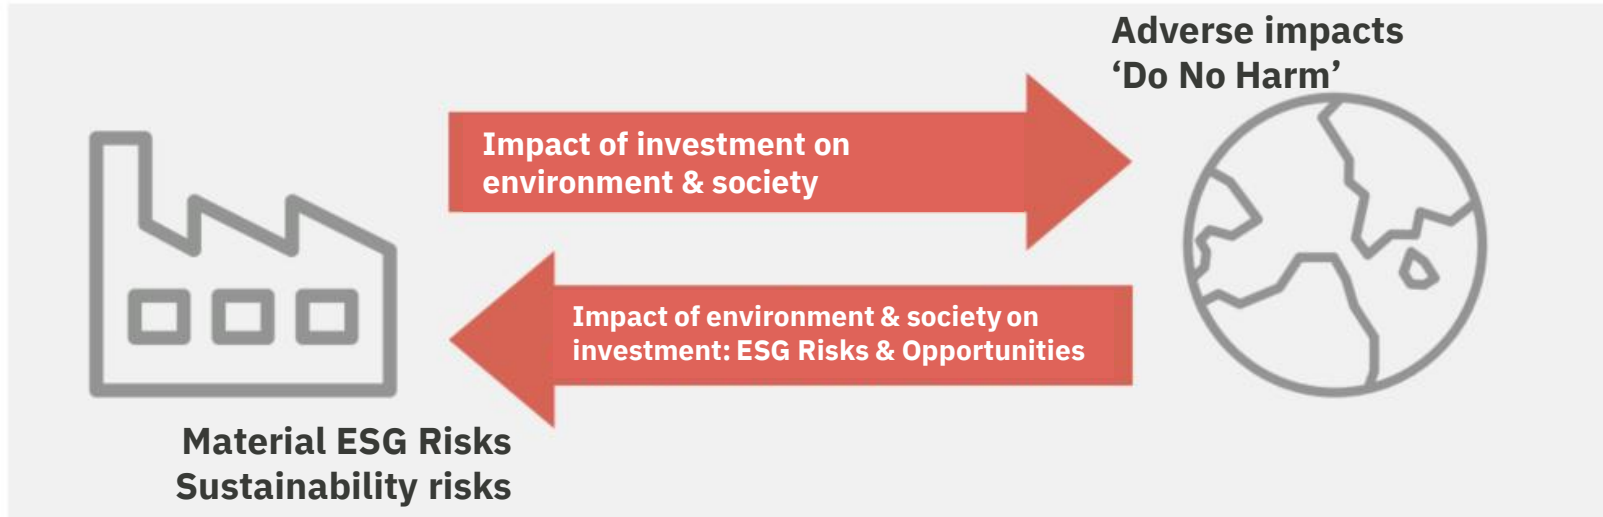 Adverse impacts
‘Do No Harm’
Impact of investment on
environment & society
Impact of environment & society on
investment: ESG Risks & Opportunities
Material ESG Risks
Sustainability risks